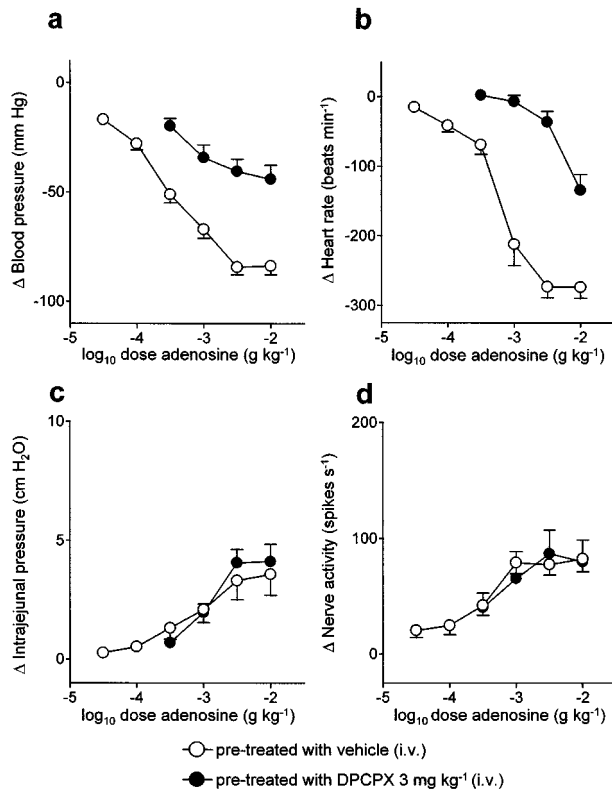 a
b
0
-50
-100
Δ Blood pressure (mm Hg)
-5 -4 -3 -2
log₁₀ dose adenosine (g kg⁻¹)
0
-100
-200
-300
Δ Heart rate (beats min⁻¹)
-5 -4 -3 -2
log₁₀ dose adenosine (g kg⁻¹)
c
d
10
5
0
Δ Intrajejunal pressure (cm H₂O)
-5 -4 -3 -2
log₁₀ dose adenosine (g kg⁻¹)
200
100
0
Δ Nerve activity (spikes s⁻¹)
-5 -4 -3 -2
log₁₀ dose adenosine (g kg⁻¹)
pre-treated with vehicle (i.v.)
pre-treated with DPCPX 3 mg kg⁻¹ (i.v.)